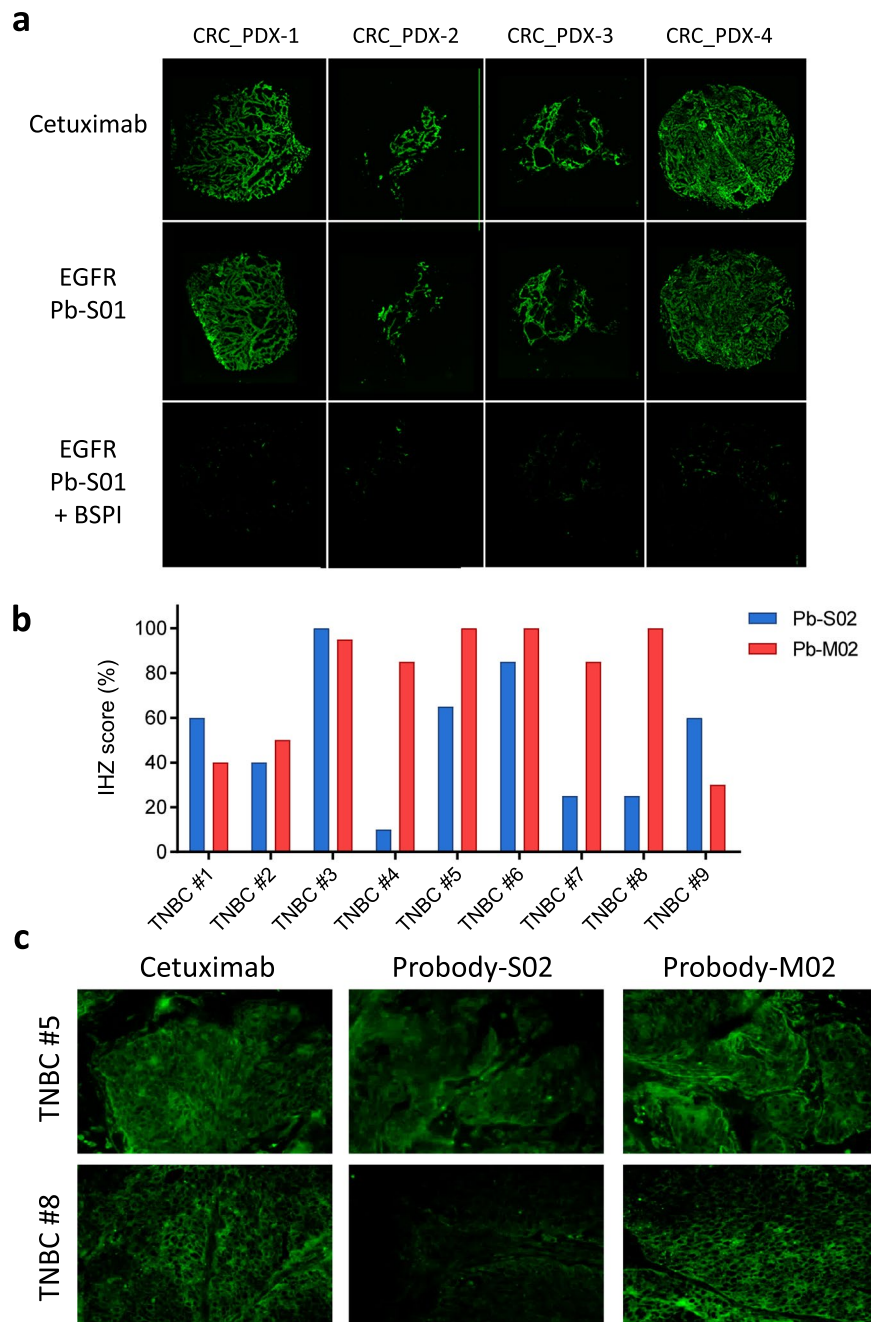 a
CRC_PDX-1 CRC_PDX-2 CRC_PDX-3 CRC_PDX-4
Cetuximab
EGFR
Pb-S01
EGFR
Pb-S01
+ BSPI
b
IHZ score (%)
100
80
60
40
20
0
Pb-S02
Pb-M02
TNBC #1 TNBC #2 TNBC #3 TNBC #4 TNBC #5 TNBC #6 TNBC #7 TNBC #8 TNBC #9
c
Cetuximab Probody-S02 Probody-M02
TNBC #5
TNBC #8